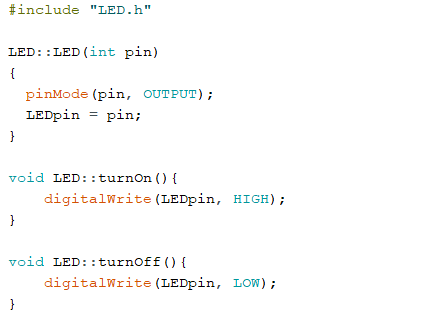 #include "LED.h"
LED::LED(int pin)
{
pinMode(pin, OUTPUT);
LEDpin = pin;
}
void LED::turnOn(){
digitalWrite(LEDpin, HIGH);
}
void LED::turnOff(){
digitalWrite(LEDpin, LOW);
}